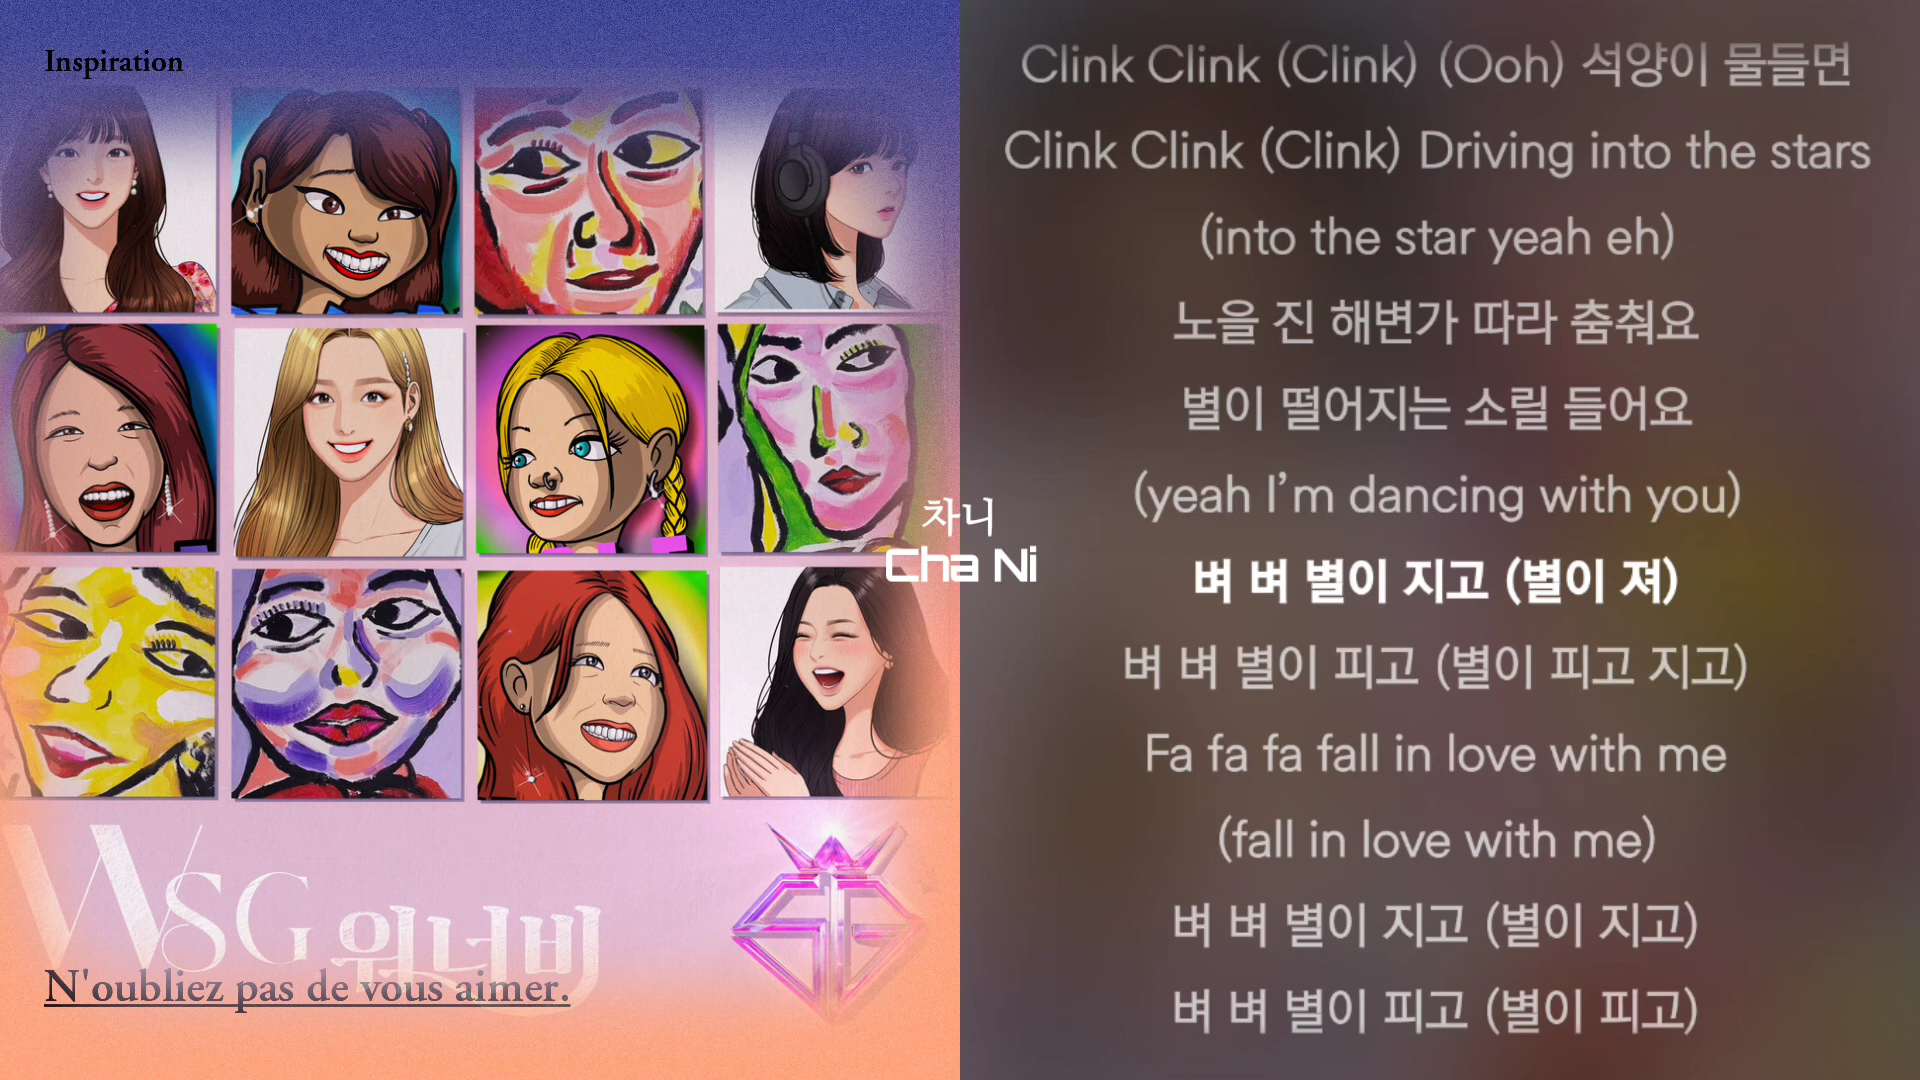 Inspiration
WSG 워너비
N'oubliez pas de vous aimer.
차니
Cha Ni
Clink Clink (Clink) (Ooh) 석양이 물들면
Clink Clink (Clink) Driving into the stars
(into the star yeah eh)
노을 진 해변가 따라 춤춰요
별이 떨어지는 소릴 들어요
(yeah I’m dancing with you)
벼 벼 별이 지고 (별이 져)
벼 벼 별이 피고 (별이 피고 지고)
Fa fa fa fall in love with me
(fall in love with me)
벼 벼 별이 지고 (별이 지고)
벼 벼 별이 피고 (별이 피고)